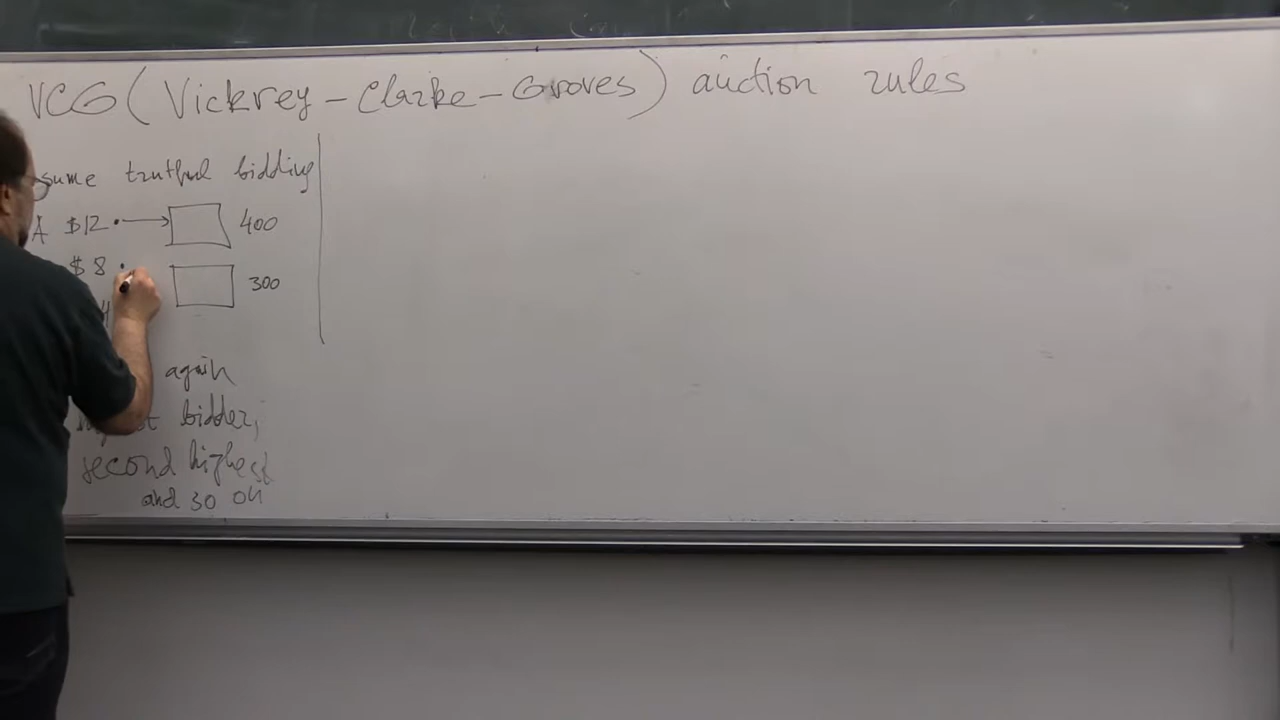 VCG (Vickrey-Clarke-Groves) auction rules
sume truthful bidding
A $12 400
$8 300
4
again
bidder,
second highest
and so on